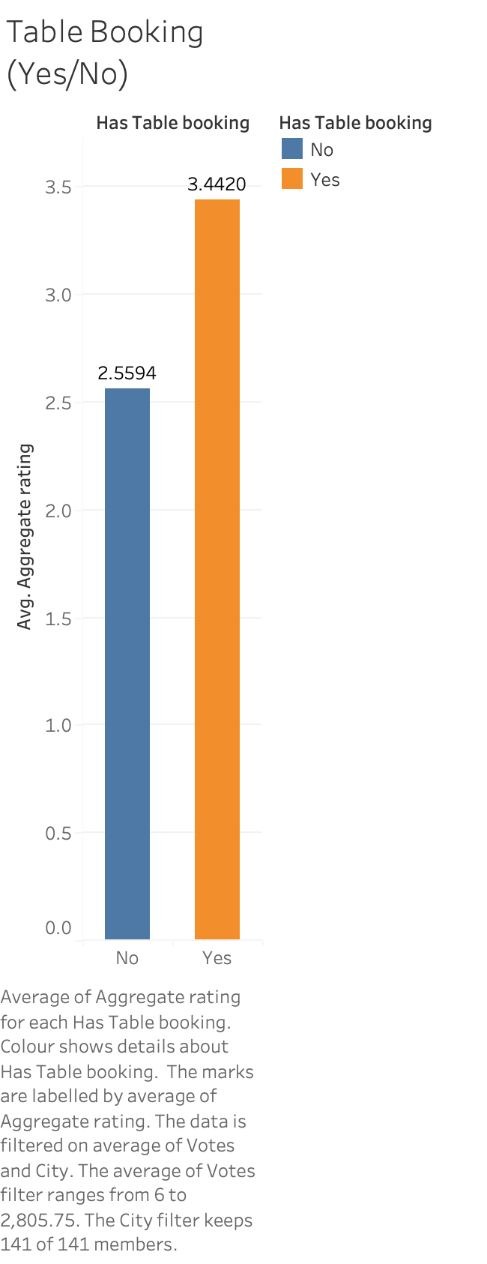 Table Booking
(Yes/No)
Has Table booking
Has Table booking
No
Yes
3.5
3.4420
3.0
2.5594
2.5
2.0
1.5
1.0
0.5
0.0
Avg. Aggregate rating
No
Yes
Average of Aggregate rating
for each Has Table booking.
Colour shows details about
Has Table booking.  The marks
are labelled by average of
Aggregate rating. The data is
filtered on average of Votes
and City. The average of Votes
filter ranges from 6 to
2,805.75. The City filter keeps
141 of 141 members.